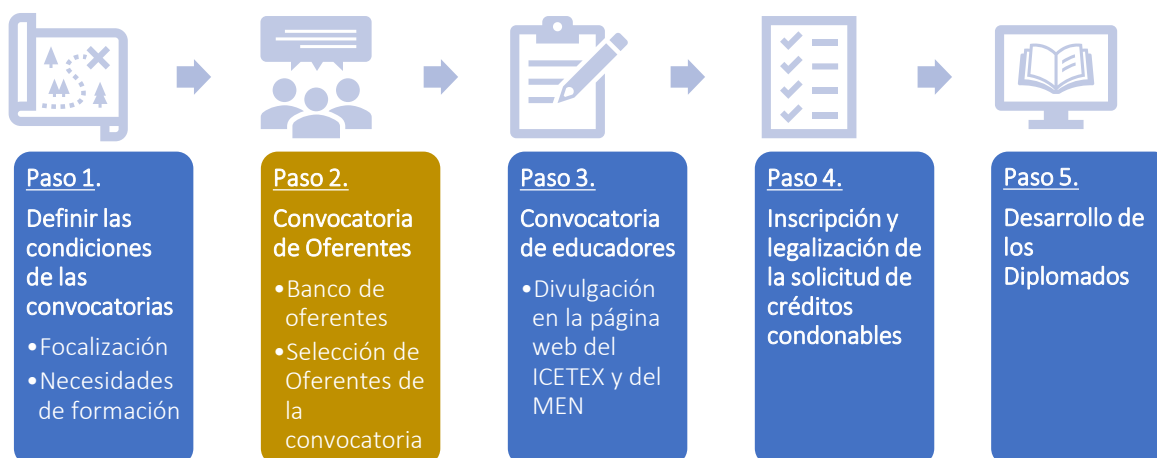 Paso 1.
Definir las
condiciones
de las
convocatorias
•Focalización
•Necesidades
de formación
Paso 2.
Convocatoria
de Oferentes
•Banco de
oferentes
•Selección de
Oferentes de
la
convocatoria
Paso 3.
Convocatoria
de educadores
•Divulgación
en la página
web del
ICETEX y del
MEN
Paso 4.
Inscripción y
legalización de
la solicitud de
créditos
condonables
Paso 5.
Desarrollo de
los
Diplomados